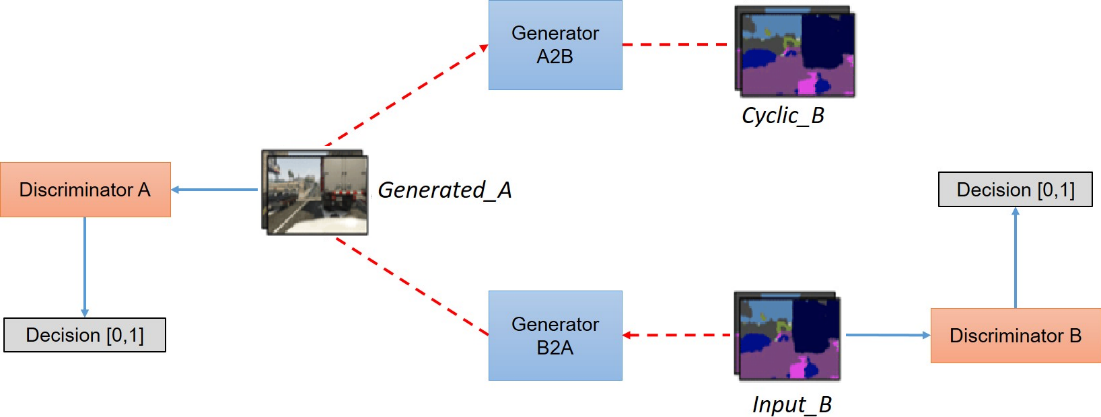 Generator
A2B
Cyclic_B
Discriminator A
Generated_A
Decision [0,1]
Decision [0,1]
Generator
B2A
Discriminator B
Input_B